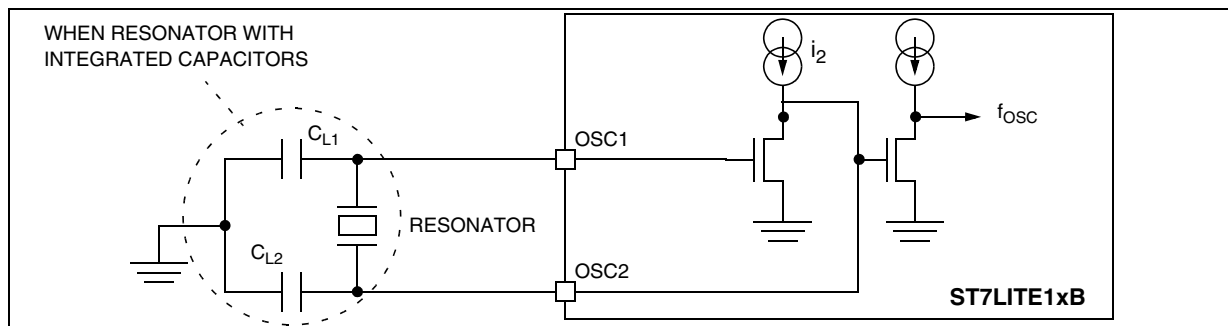 WHEN RESONATOR WITH
INTEGRATED CAPACITORS
i2
fOSC
CL1
OSC1
RESONATOR
CL2
OSC2
ST7LITE1xB